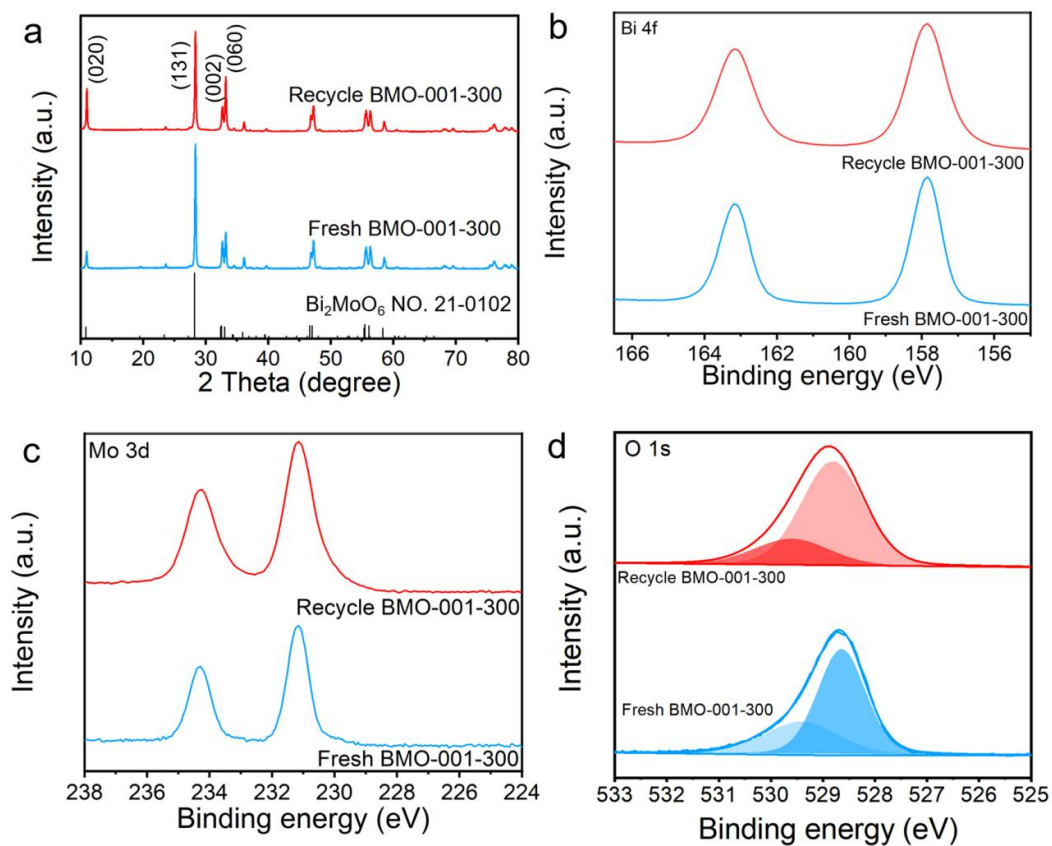 a
(020)
(131)
(002)
(060)
Recycle BMO-001-300
Fresh BMO-001-300
Bi₂MoO₆ NO. 21-0102
Intensity (a.u.)
10 20 30 40 50 60 70 80
2 Theta (degree)
b
Bi 4f
Recycle BMO-001-300
Fresh BMO-001-300
Intensity (a.u.)
166 164 162 160 158 156
Binding energy (eV)
c
Mo 3d
Recycle BMO-001-300
Fresh BMO-001-300
Intensity (a.u.)
238 236 234 232 230 228 226 224
Binding energy (eV)
d
O 1s
Recycle BMO-001-300
Fresh BMO-001-300
Intensity (a.u.)
533 532 531 530 529 528 527 526 525
Binding energy (eV)